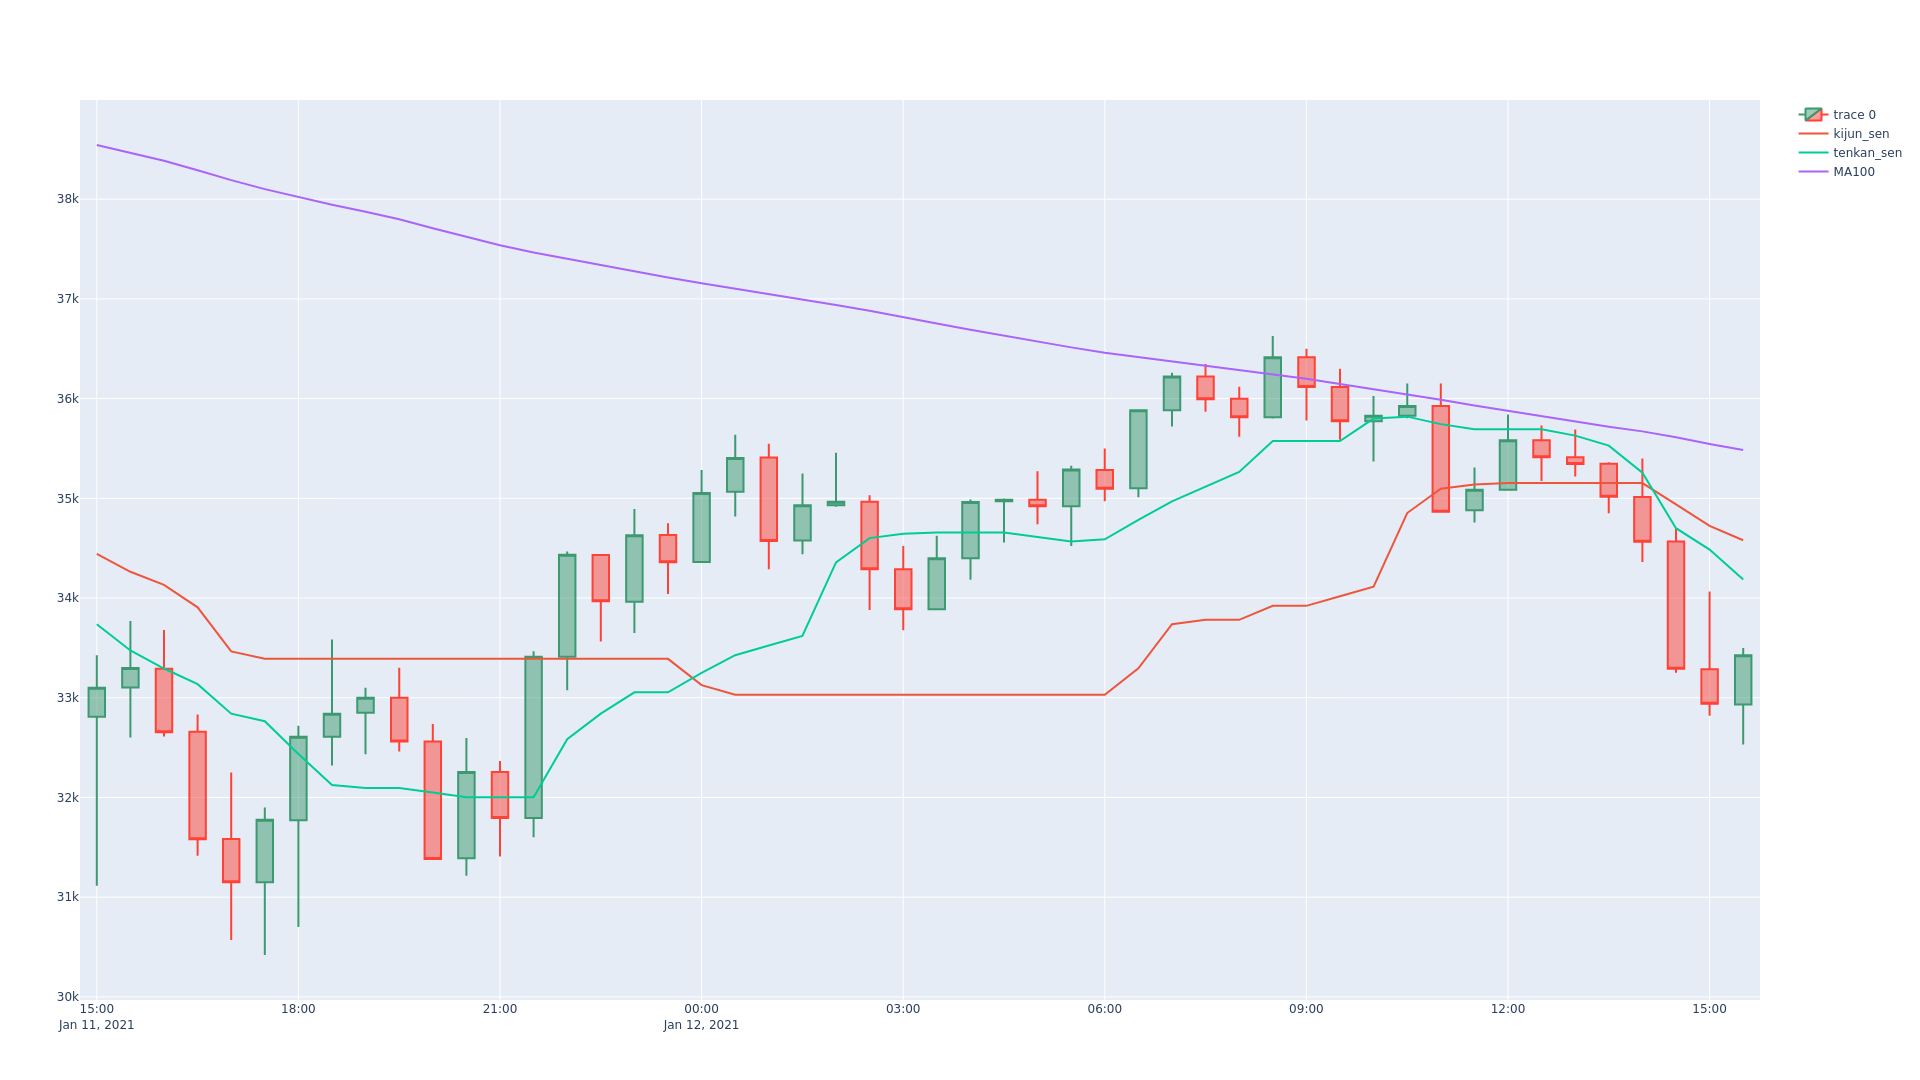 trace 0
kijun_sen
tenkan_sen
MA100
38k
37k
36k
35k
34k
33k
32k
31k
30k
15:00 18:00 21:00 00:00 03:00 06:00 09:00 12:00 15:00
Jan 11, 2021 Jan 12, 2021